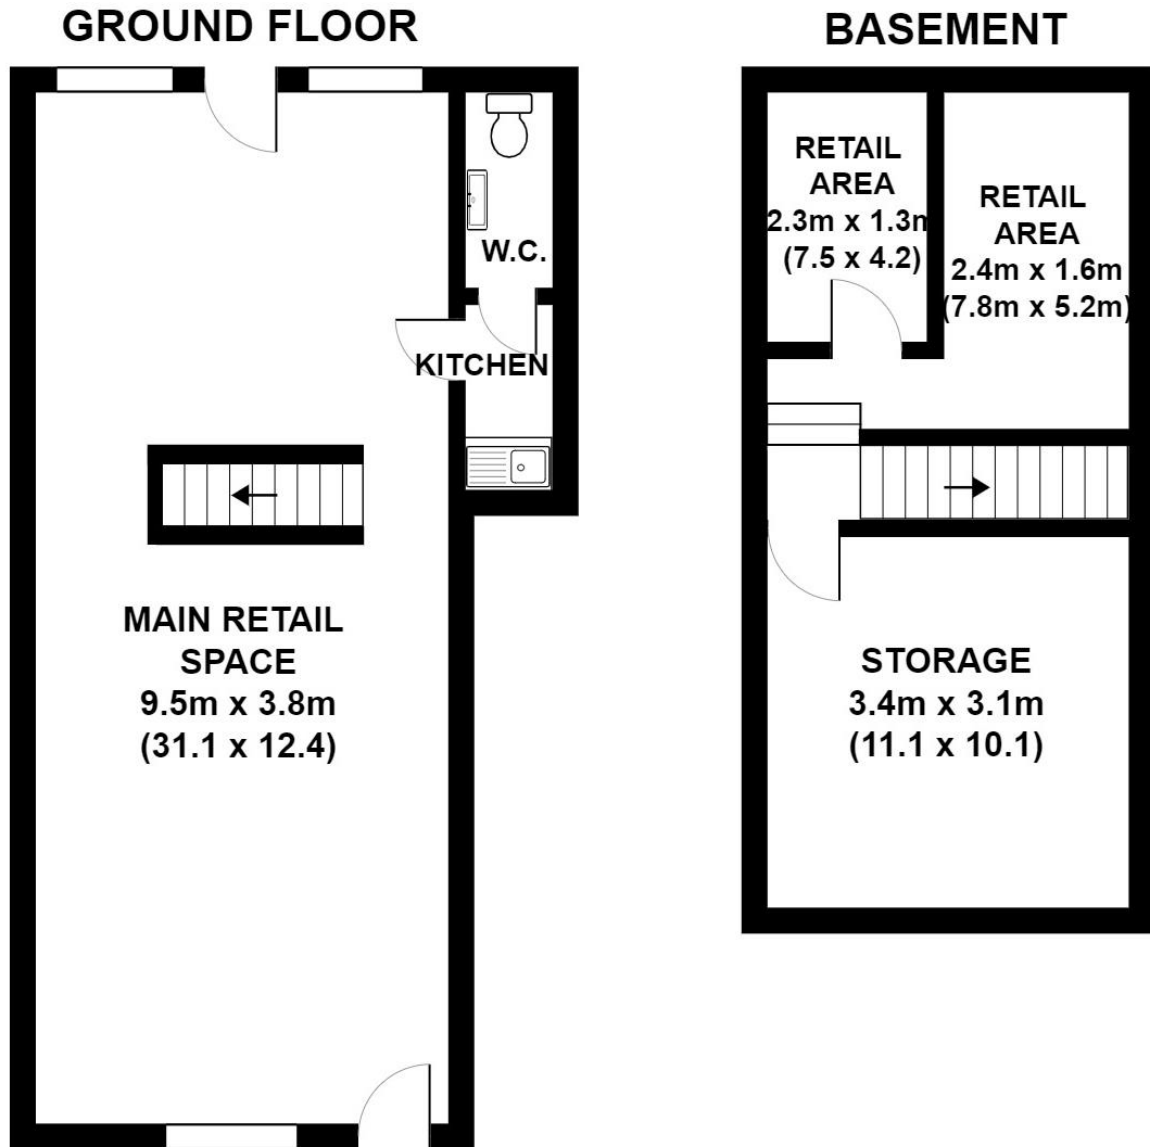 GROUND FLOOR
W.C.
KITCHEN
MAIN RETAIL
SPACE
9.5m x 3.8m
(31.1 x 12.4)
BASEMENT
RETAIL
AREA
2.3m x 1.3m
(7.5 x 4.2)
RETAIL
AREA
2.4m x 1.6m
(7.8m x 5.2m)
STORAGE
3.4m x 3.1m
(11.1 x 10.1)